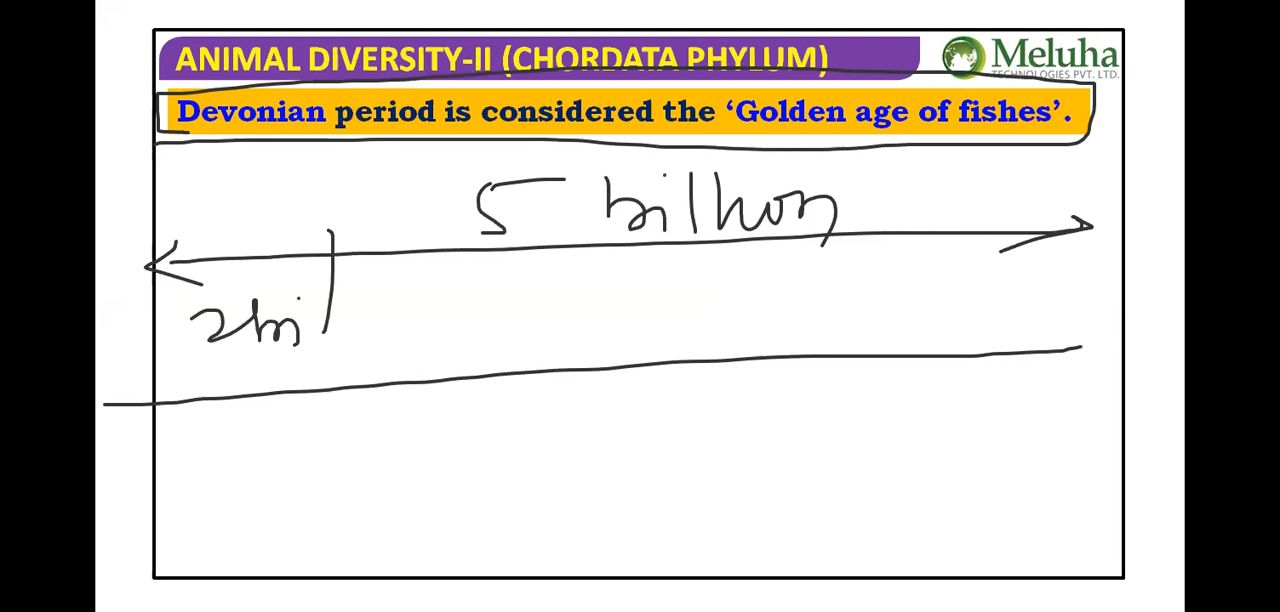 ANIMAL DIVERSITY-II (CHORDATA PHYLUM)
Meluha
TECHNOLOGIES PVT. LTD.
Devonian period is considered the ‘Golden age of fishes’.
5 billion
2bi